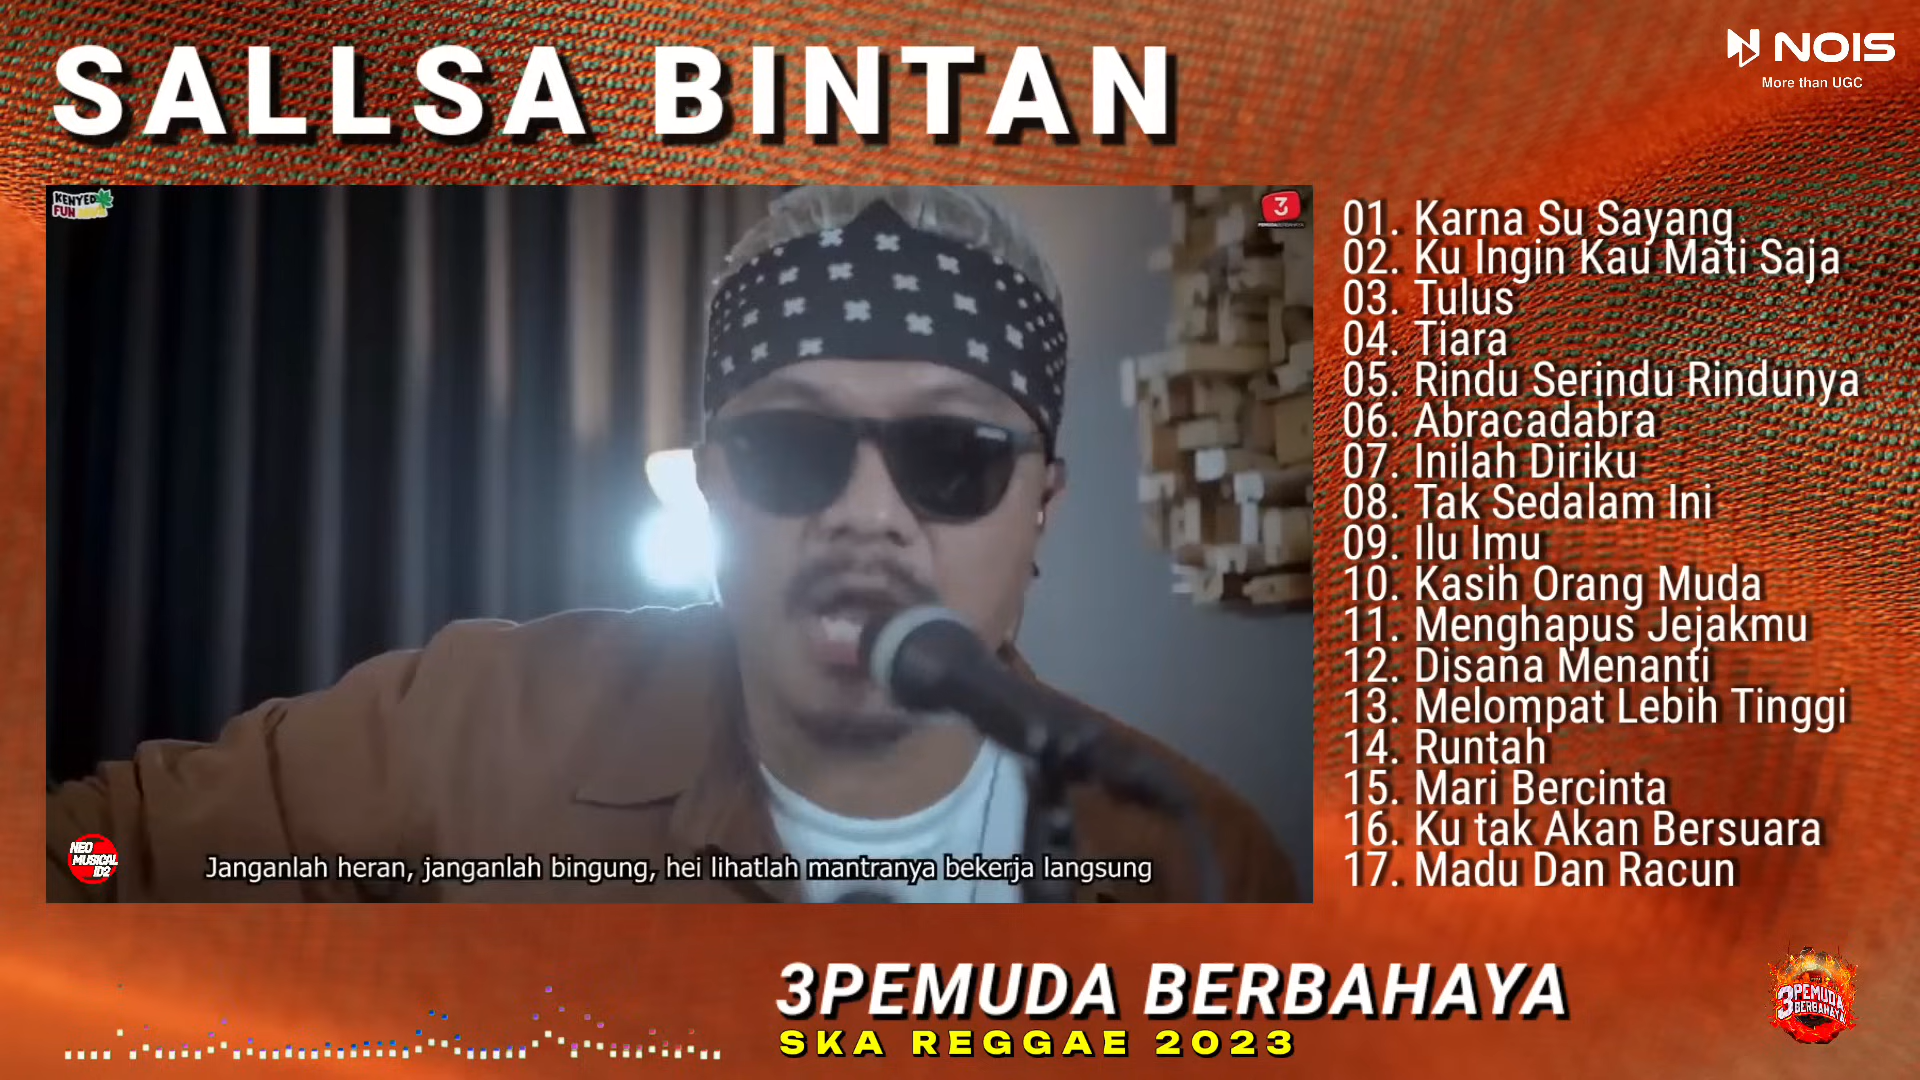 SALLSA BINTAN
NOIS
More than UGC
KENYED
FUN
3
01. Karna Su Sayang
02. Ku Ingin Kau Mati Saja
03. Tulus
04. Tiara
05. Rindu Serindu Rindunya
06. Abracadabra
07. Inilah Diriku
08. Tak Sedalam Ini
09. Ilu Imu
10. Kasih Orang Muda
11. Menghapus Jejakmu
12. Disana Menanti
13. Melompat Lebih Tinggi
14. Runtah
15. Mari Bercinta
16. Ku tak Akan Bersuara
17. Madu Dan Racun
NEO
MUSICAL
ID2
Janganlah heran, janganlah bingung, hei lihatlah mantranya bekerja langsung
3PEMUDA BERBAHAYA
SKA REGGAE 2023
3PEMUDA
BERBAHAYA